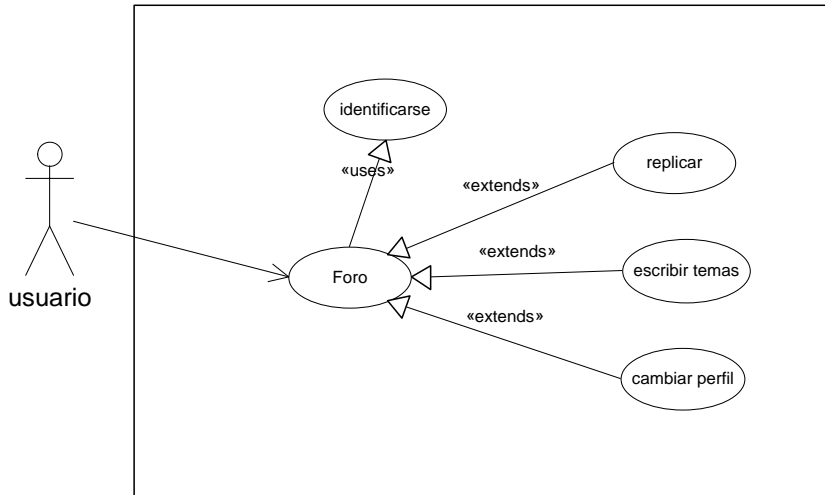 identificarse
«uses»
replicar
«extends»
«extends»
Foro
escribir temas
usuario
«extends»
cambiar perfil